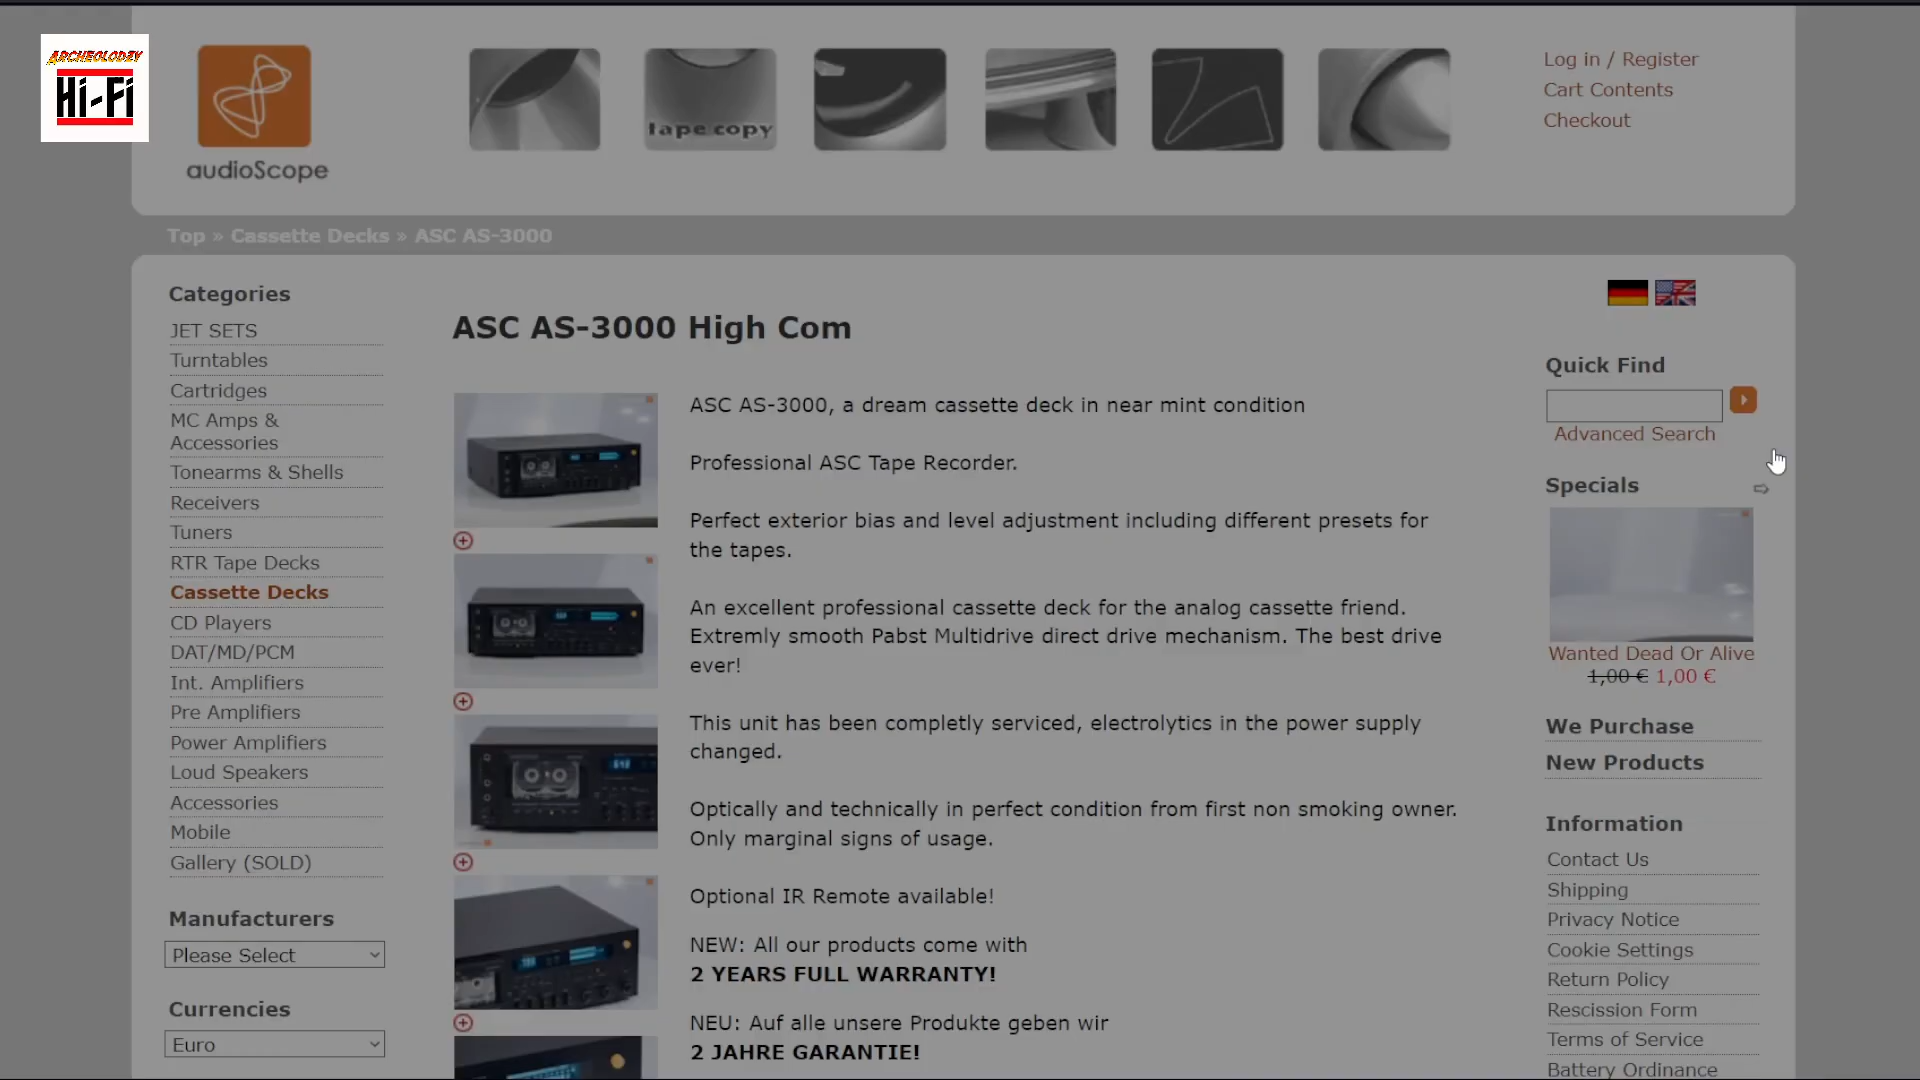 ARCHEOLODZY
Hi-Fi
audioScope
tape copy
Log in / Register
Cart Contents
Checkout
Top » Cassette Decks » ASC AS-3000
Categories
JET SETS
Turntables
Cartridges
MC Amps &
Accessories
Tonearms & Shells
Receivers
Tuners
RTR Tape Decks
Cassette Decks
CD Players
DAT/MD/PCM
Int. Amplifiers
Pre Amplifiers
Power Amplifiers
Loud Speakers
Accessories
Mobile
Gallery (SOLD)
Manufacturers
Please Select
Currencies
Euro
ASC AS-3000 High Com
ASC AS-3000, a dream cassette deck in near mint condition
Professional ASC Tape Recorder.
Perfect exterior bias and level adjustment including different presets for
the tapes.
An excellent professional cassette deck for the analog cassette friend.
Extremly smooth Pabst Multidrive direct drive mechanism. The best drive
ever!
This unit has been completly serviced, electrolytics in the power supply
changed.
Optically and technically in perfect condition from first non smoking owner.
Only marginal signs of usage.
Optional IR Remote available!
NEW: All our products come with
2 YEARS FULL WARRANTY!
NEU: Auf alle unsere Produkte geben wir
2 JAHRE GARANTIE!
Quick Find
Advanced Search
Specials
Wanted Dead Or Alive
1,00 € 1,00 €
We Purchase
New Products
Information
Contact Us
Shipping
Privacy Notice
Cookie Settings
Return Policy
Rescission Form
Terms of Service
Battery Ordinance